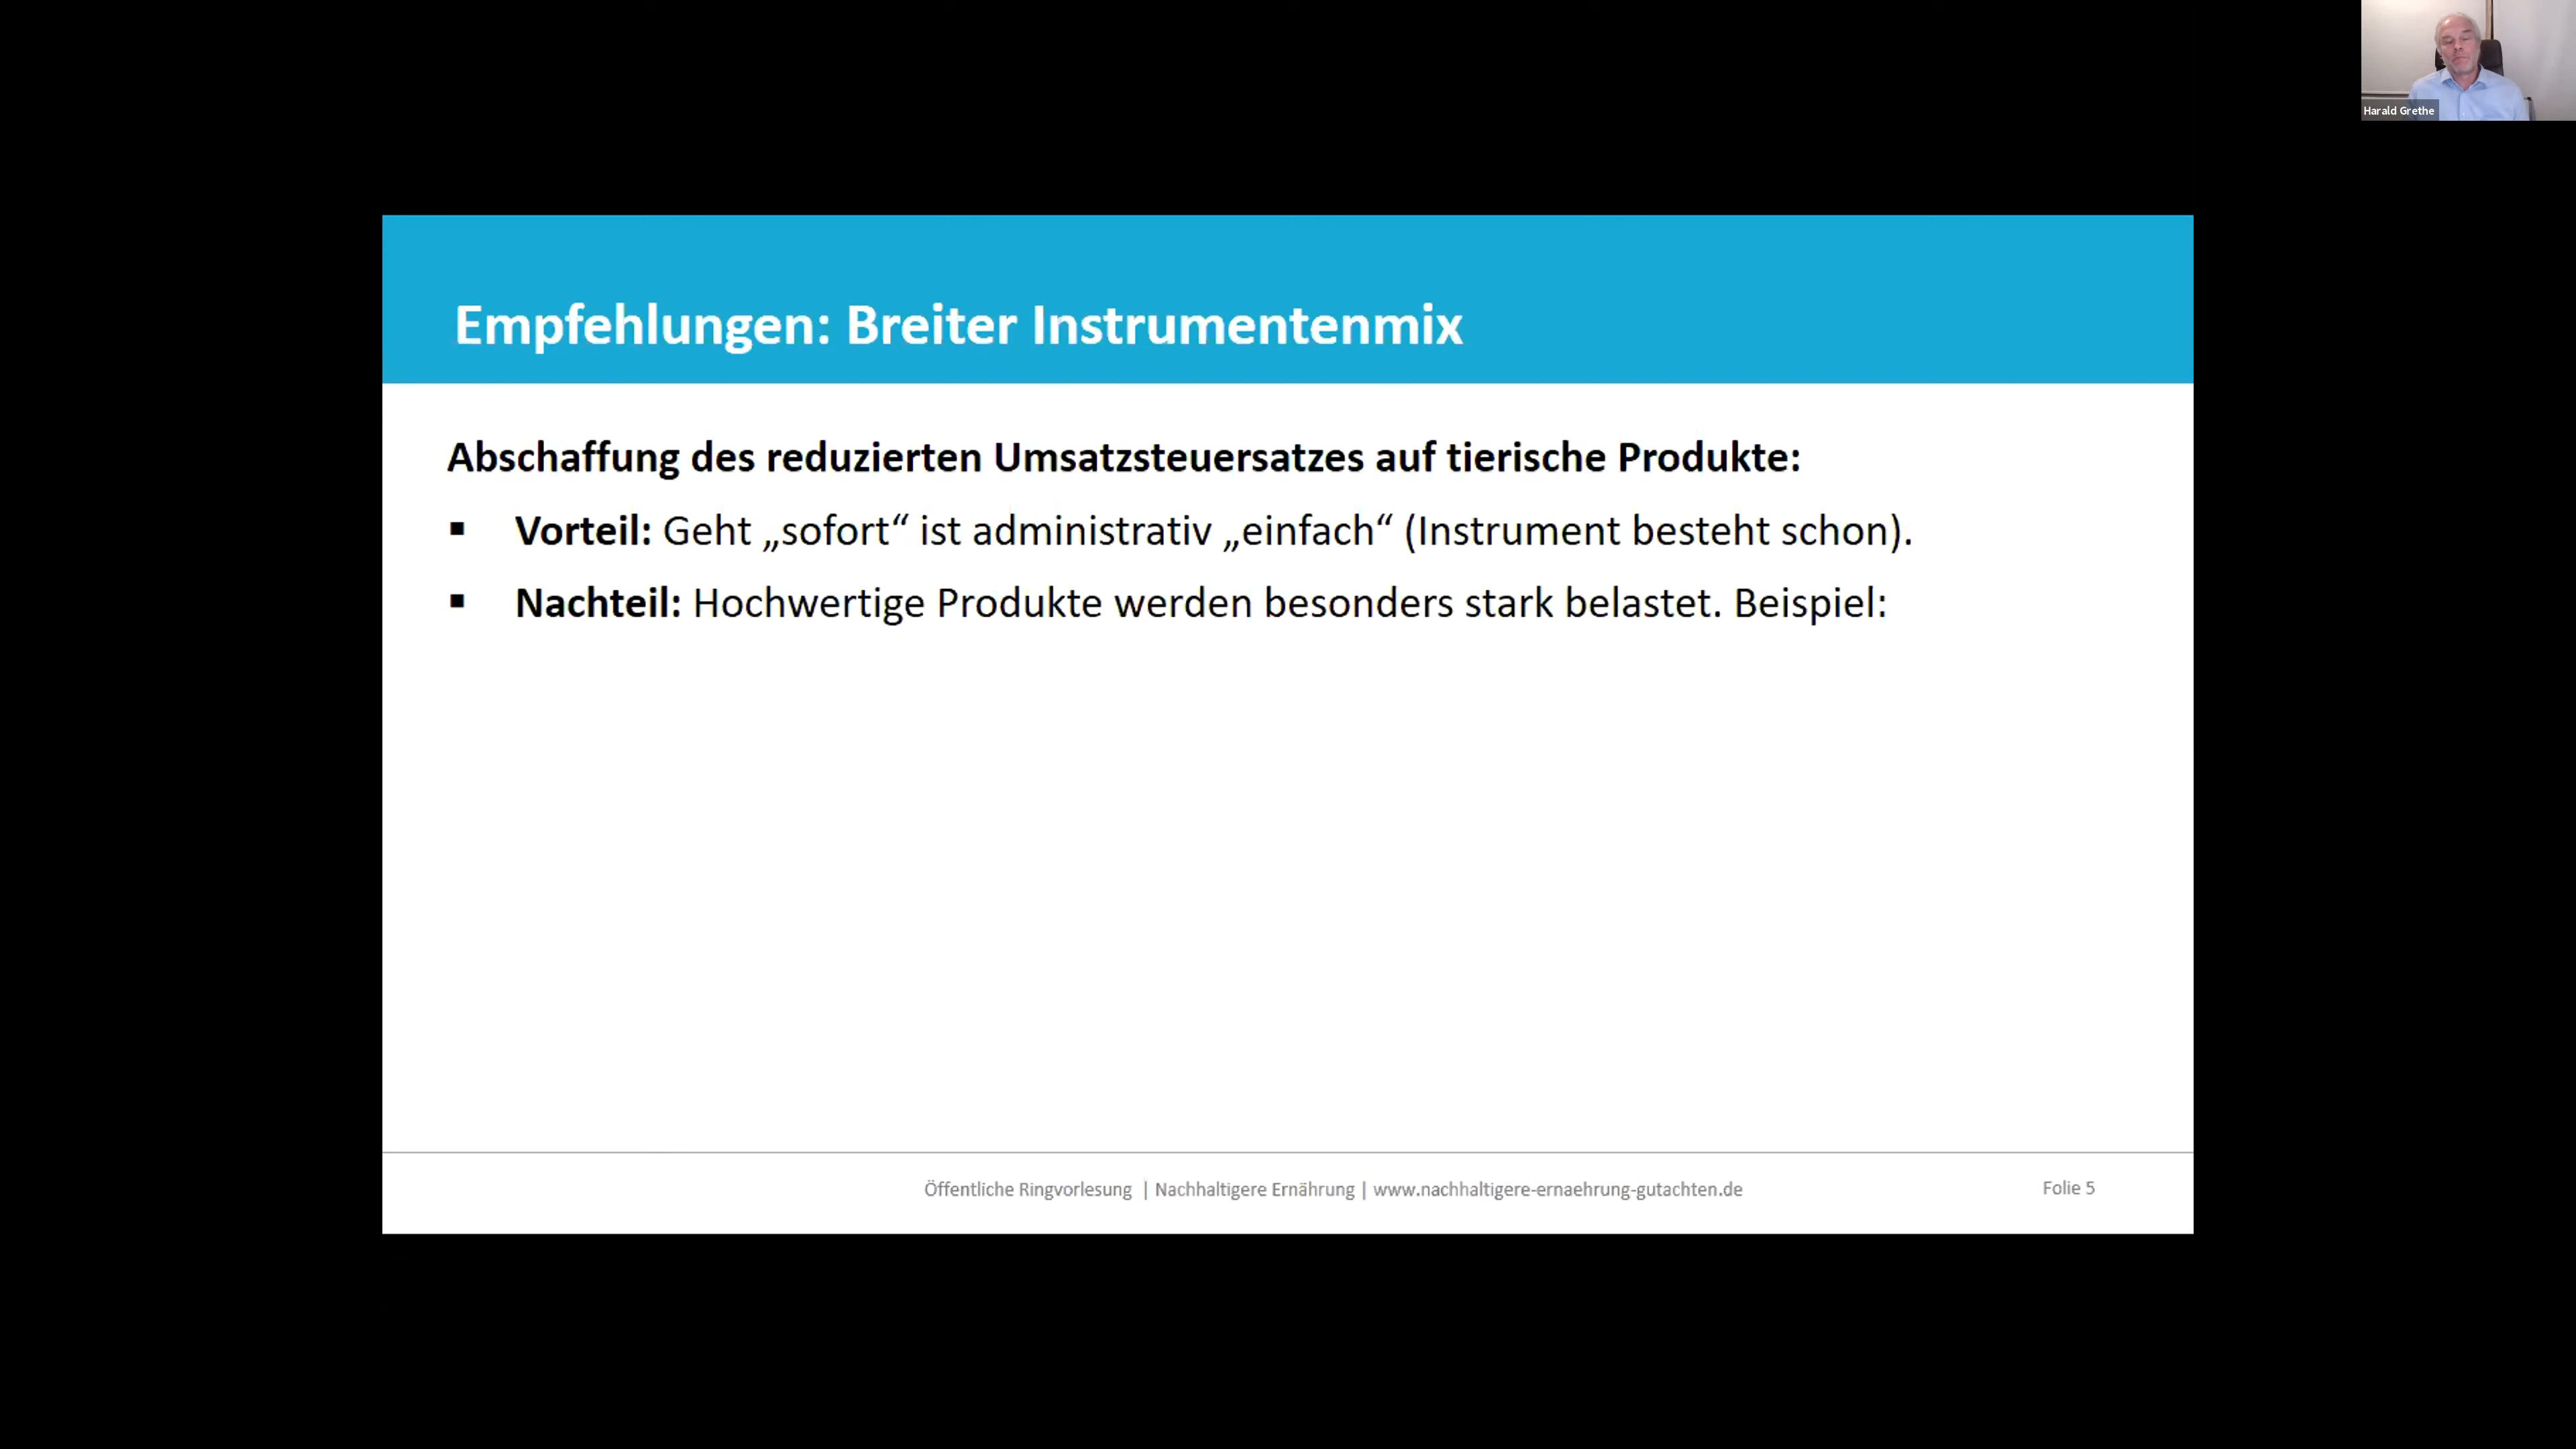 Harald Grethe
Empfehlungen: Breiter Instrumentenmix
Abschaffung des reduzierten Umsatzsteuersatzes auf tierische Produkte:
▪ Vorteil: Geht „sofort“ ist administrativ „einfach“ (Instrument besteht schon).
▪ Nachteil: Hochwertige Produkte werden besonders stark belastet. Beispiel:
Öffentliche Ringvorlesung | Nachhaltigere Ernährung | www.nachhaltigere-ernaehrung-gutachten.de
Folie 5